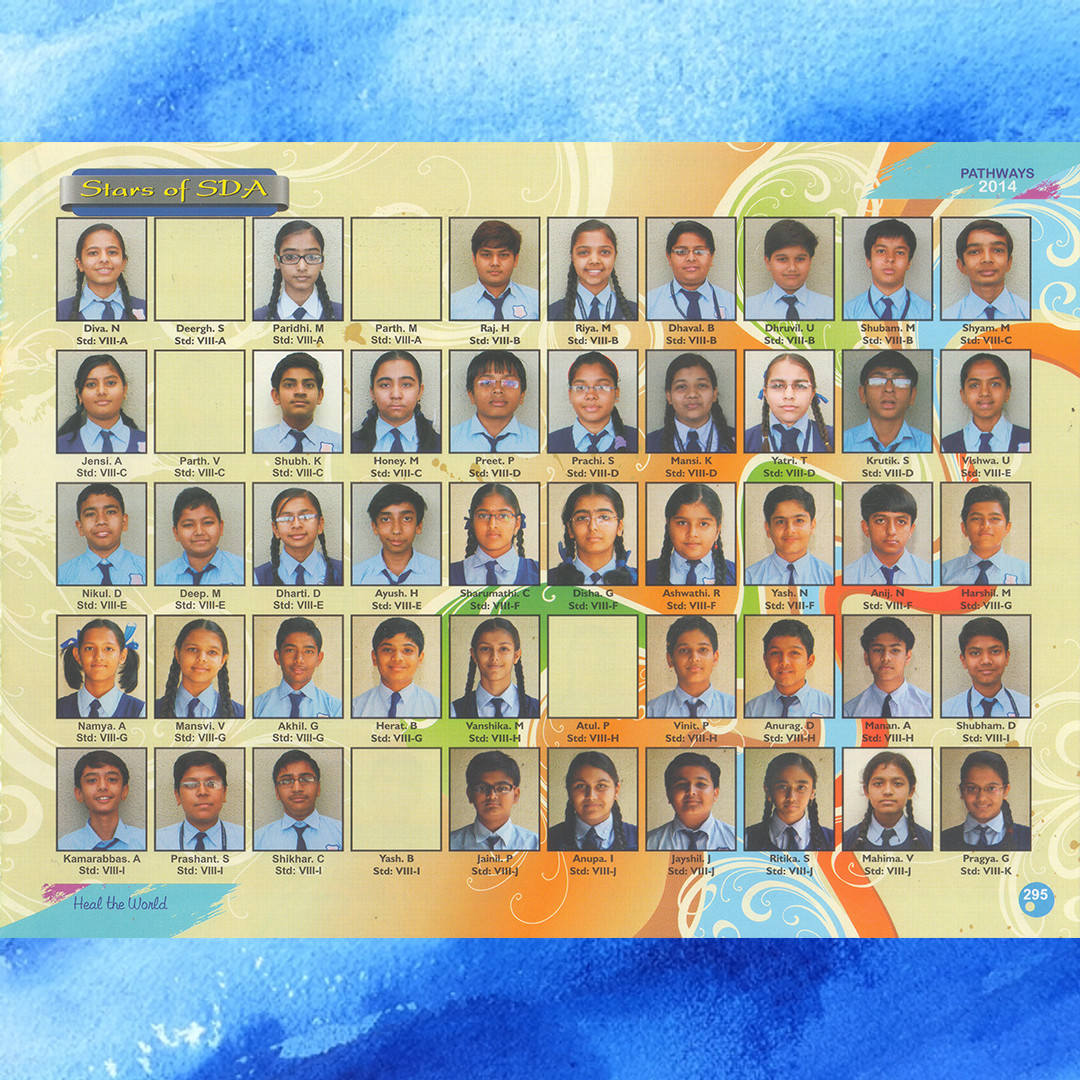 Stars of SDA
PATHWAYS
2014
Diva. N
Std: VIII-A
Deergh. S
Std: VIII-A
Paridhi. M
Std: VIII-A
Parth. M
Std: VIII-A
Raj. H
Std: VIII-B
Riya. M
Std: VIII-B
Dhaval. B
Std: VIII-B
Dhruvil. U
Std: VIII-B
Shubam. M
Std: VIII-B
Shyam. M
Std: VIII-C
Jensi. A
Std: VIII-C
Parth. V
Std: VIII-C
Shubh. K
Std: VIII-C
Honey. M
Std: VIII-C
Preet. P
Std: VIII-D
Prachi. S
Std: VIII-D
Mansi. K
Std: VIII-D
Yatri. T
Std: VIII-D
Krutik. S
Std: VIII-D
Vishwa. U
Std: VIII-E
Nikul. D
Std: VIII-E
Deep. M
Std: VIII-E
Dharti. D
Std: VIII-E
Ayush. H
Std: VIII-E
Sharumathi. C
Std: VIII-F
Disha. G
Std: VIII-F
Ashwathi. R
Std: VIII-F
Yash. N
Std: VIII-F
Anij. N
Std: VIII-F
Harshil. M
Std: VIII-G
Namya. A
Std: VIII-G
Mansvi. V
Std: VIII-G
Akhil. G
Std: VIII-G
Herat. B
Std: VIII-G
Vanshika. M
Std: VIII-H
Atul. P
Std: VIII-H
Vinit. P
Std: VIII-H
Anurag. D
Std: VIII-H
Manan. A
Std: VIII-H
Shubham. D
Std: VIII-I
Kamarabbas. A
Std: VIII-I
Prashant. S
Std: VIII-I
Shikhar. C
Std: VIII-I
Yash. B
Std: VIII-I
Jainil. P
Std: VIII-J
Anupa. I
Std: VIII-J
Jayshil. J
Std: VIII-J
Ritika. S
Std: VIII-J
Mahima. V
Std: VIII-J
Pragya. G
Std: VIII-K
Heal the World
295